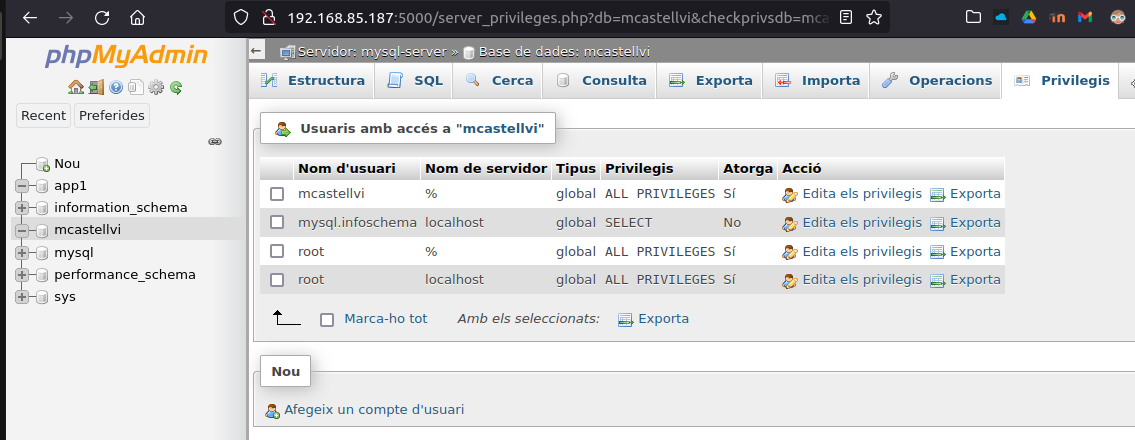 192.168.85.187:5000/server_privileges.php?db=mcastellvi&checkprivsdb=mca
phpMyAdmin
Recent Preferides
Nou
app1
information_schema
mcastellvi
mysql
performance_schema
sys
Servidor: mysql-server » Base de dades: mcastellvi
Estructura SQL Cerca Consulta Exporta Importa Operacions Privilegis
Usuaris amb accés a "mcastellvi"
Nom d'usuari Nom de servidor Tipus Privilegis Atorga Acció
mcastellvi % global ALL PRIVILEGES Sí Edita els privilegis Exporta
mysql.infoschema localhost global SELECT No Edita els privilegis Exporta
root % global ALL PRIVILEGES Sí Edita els privilegis Exporta
root localhost global ALL PRIVILEGES Sí Edita els privilegis Exporta
Marca-ho tot Amb els seleccionats: Exporta
Nou
Afegeix un compte d'usuari